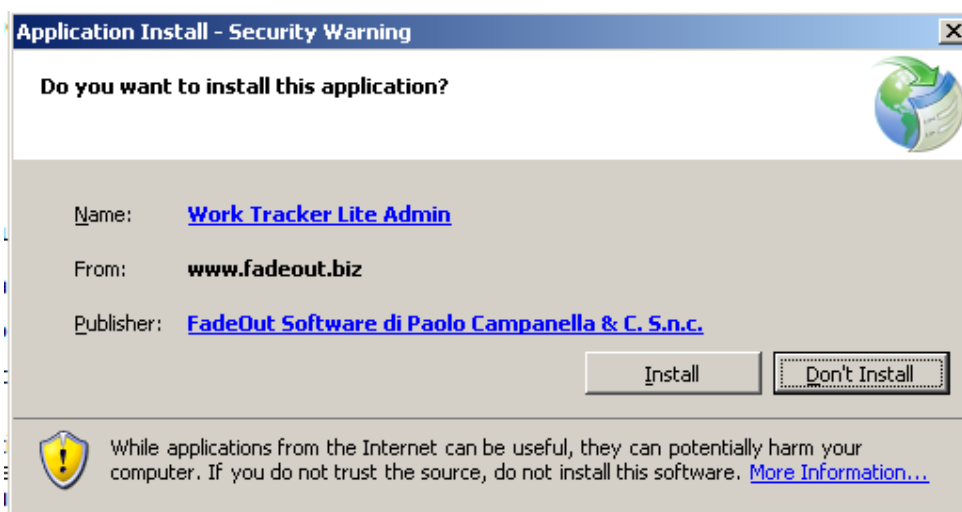 Application Install - Security Warning
Do you want to install this application?
Name: Work Tracker Lite Admin
From: www.fadeout.biz
Publisher: FadeOut Software di Paolo Campanella & C. S.n.c.
Install Don't Install
While applications from the Internet can be useful, they can potentially harm your
computer. If you do not trust the source, do not install this software. More Information...